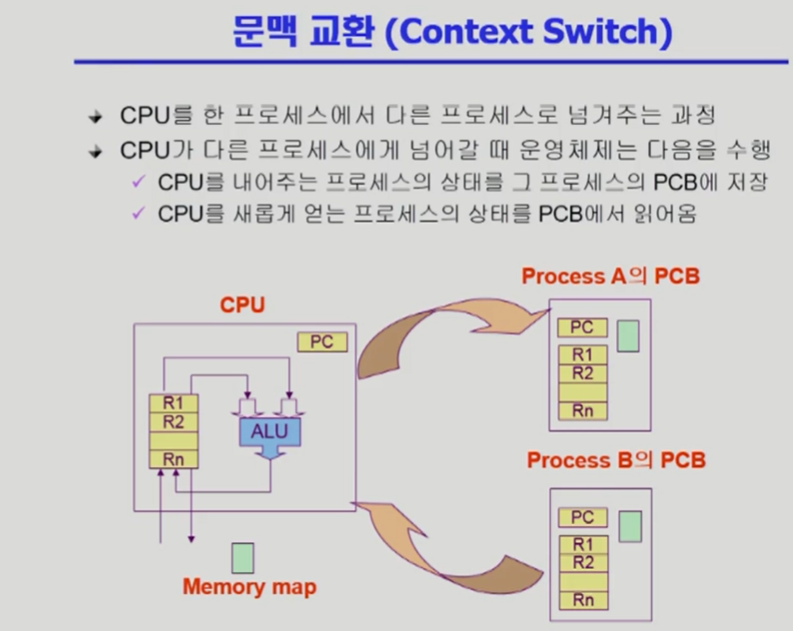 문맥 교환 (Context Switch)
CPU를 한 프로세스에서 다른 프로세스로 넘겨주는 과정
CPU가 다른 프로세스에게 넘어갈 때 운영체제는 다음을 수행
CPU를 내어주는 프로세스의 상태를 그 프로세스의 PCB에 저장
CPU를 새롭게 얻는 프로세스의 상태를 PCB에서 읽어옴
CPU
PC
R1
R2
Rn
ALU
Memory map
Process A의 PCB
PC
R1
R2
Rn
Process B의 PCB
PC
R1
R2
Rn